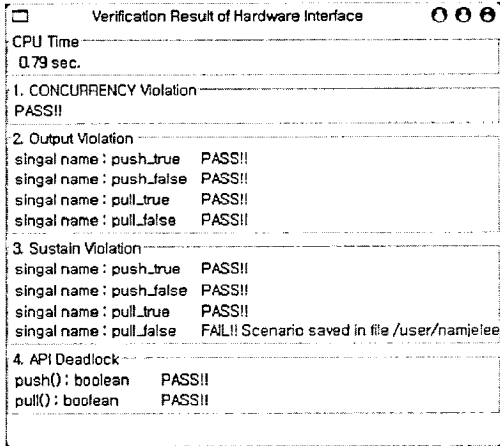 Verification Result of Hardware Interface
CPU Time
0.79 sec.
1. CONCURRENCY Violation
PASS!!
2. Output Violation
singal name : push_true PASS!!
singal name : push_false PASS!!
singal name : pull_true PASS!!
singal name : pull_false PASS!!
3. Sustain Violation
singal name : push_true PASS!!
singal name : push_false PASS!!
singal name : pull_true PASS!!
singal name : pull_false FAIL!! Scenario saved in file /user/namjelee
4. API Deadlock
push() : boolean PASS!!
pull() : boolean PASS!!